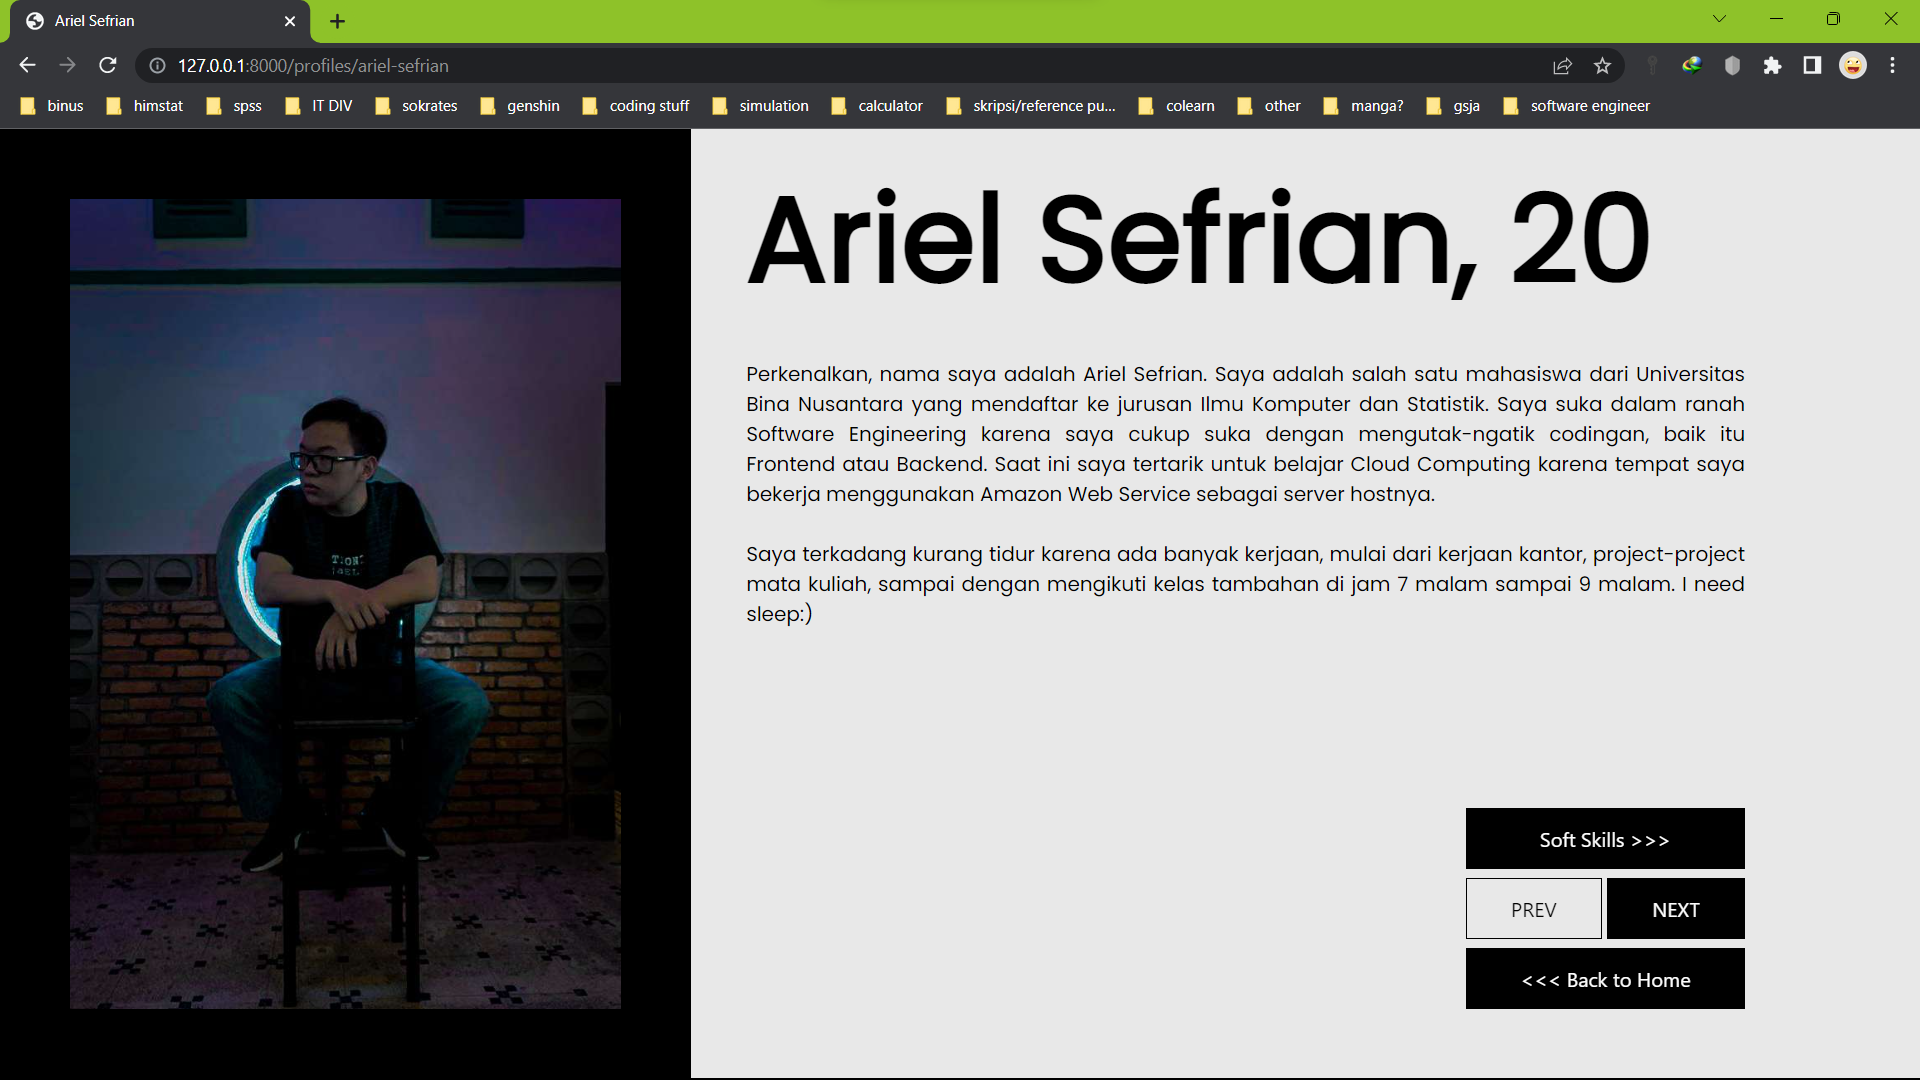 Ariel Sefrian
127.0.0.1:8000/profiles/ariel-sefrian
binus himstat spss IT DIV sokrates genshin coding stuff simulation calculator skripsi/reference pu... colearn other manga? gsja software engineer
Ariel Sefrian, 20
Perkenalkan, nama saya adalah Ariel Sefrian. Saya adalah salah satu mahasiswa dari Universitas
Bina Nusantara yang mendaftar ke jurusan Ilmu Komputer dan Statistik. Saya suka dalam ranah
Software Engineering karena saya cukup suka dengan mengutak-ngatik codingan, baik itu
Frontend atau Backend. Saat ini saya tertarik untuk belajar Cloud Computing karena tempat saya
bekerja menggunakan Amazon Web Service sebagai server hostnya.
Saya terkadang kurang tidur karena ada banyak kerjaan, mulai dari kerjaan kantor, project-project
mata kuliah, sampai dengan mengikuti kelas tambahan di jam 7 malam sampai 9 malam. I need
sleep:)
Soft Skills >>>
PREV NEXT
<<< Back to Home